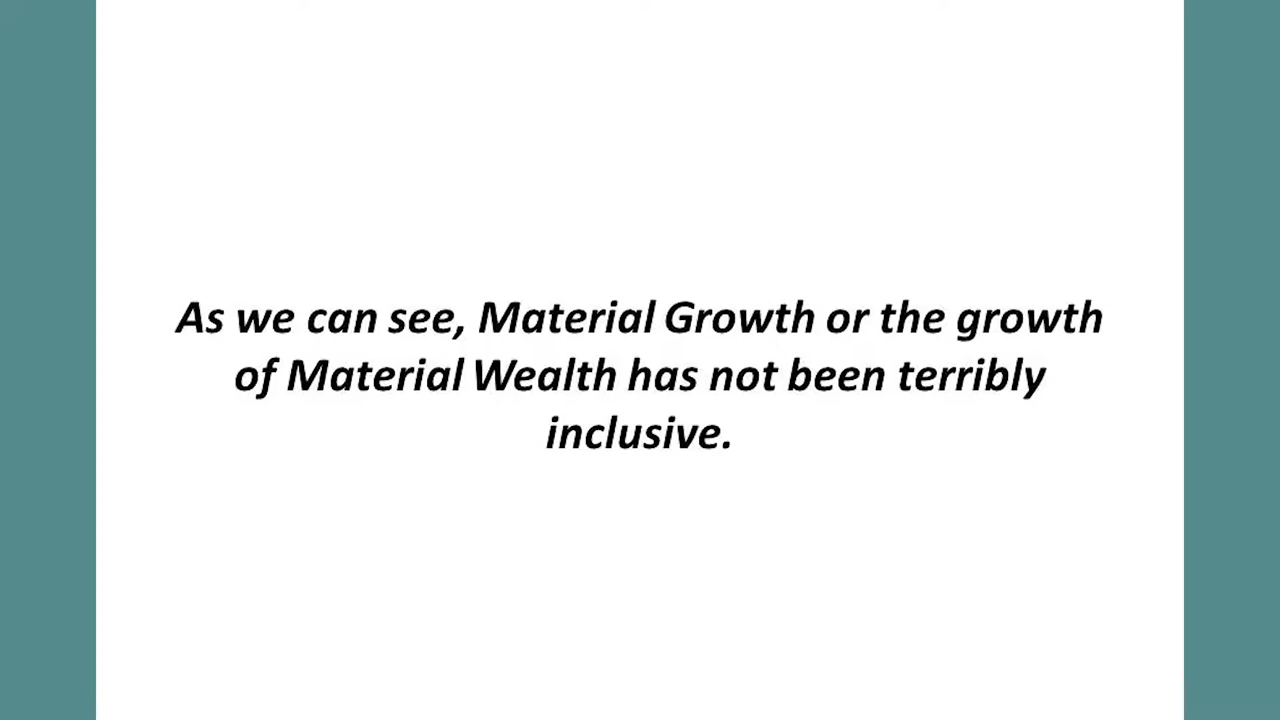 As we can see, Material Growth or the growth
of Material Wealth has not been terribly
inclusive.